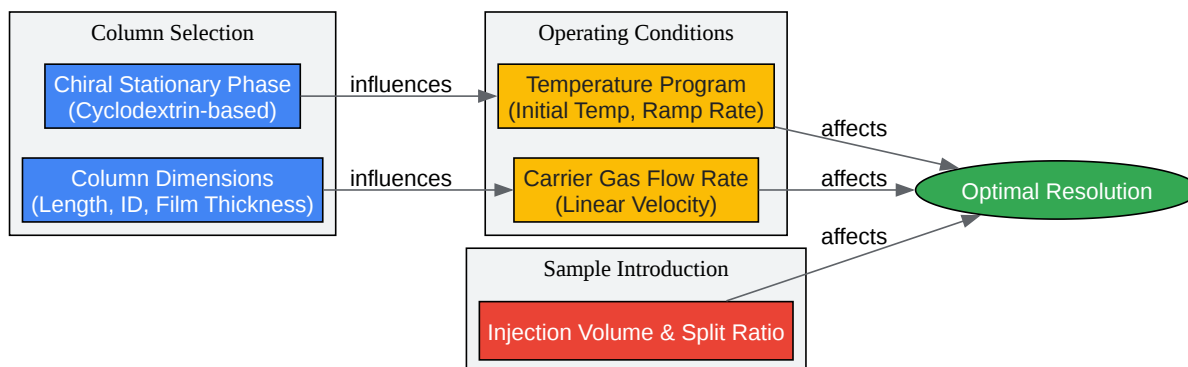 Column Selection
Chiral Stationary Phase
(Cyclodextrin-based)
Column Dimensions
(Length, ID, Film Thickness)
influences
influences
Operating Conditions
Temperature Program
(Initial Temp, Ramp Rate)
Carrier Gas Flow Rate
(Linear Velocity)
Sample Introduction
Injection Volume & Split Ratio
affects
affects
affects
Optimal Resolution